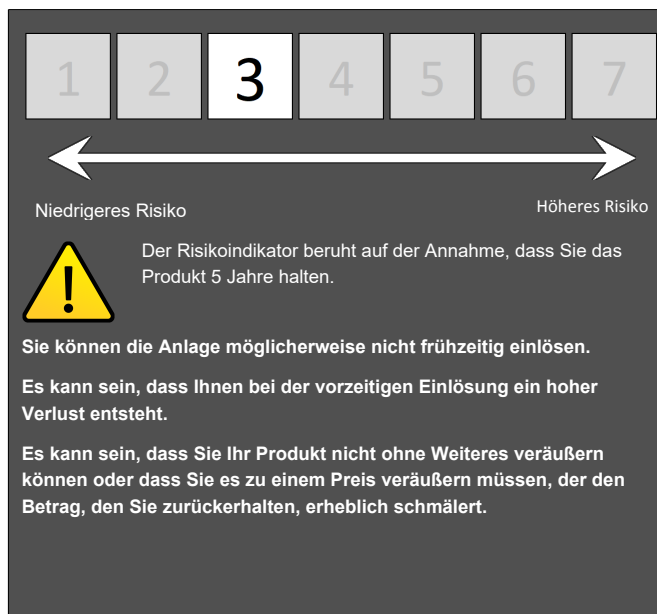 1 2 3 4 5 6 7
Niedrigeres Risiko Höheres Risiko
!
Der Risikoindikator beruht auf der Annahme, dass Sie das
Produkt 5 Jahre halten.
Sie können die Anlage möglicherweise nicht frühzeitig einlösen.
Es kann sein, dass Ihnen bei der vorzeitigen Einlösung ein hoher
Verlust entsteht.
Es kann sein, dass Sie Ihr Produkt nicht ohne Weiteres veräußern
können oder dass Sie es zu einem Preis veräußern müssen, der den
Betrag, den Sie zurückerhalten, erheblich schmälert.